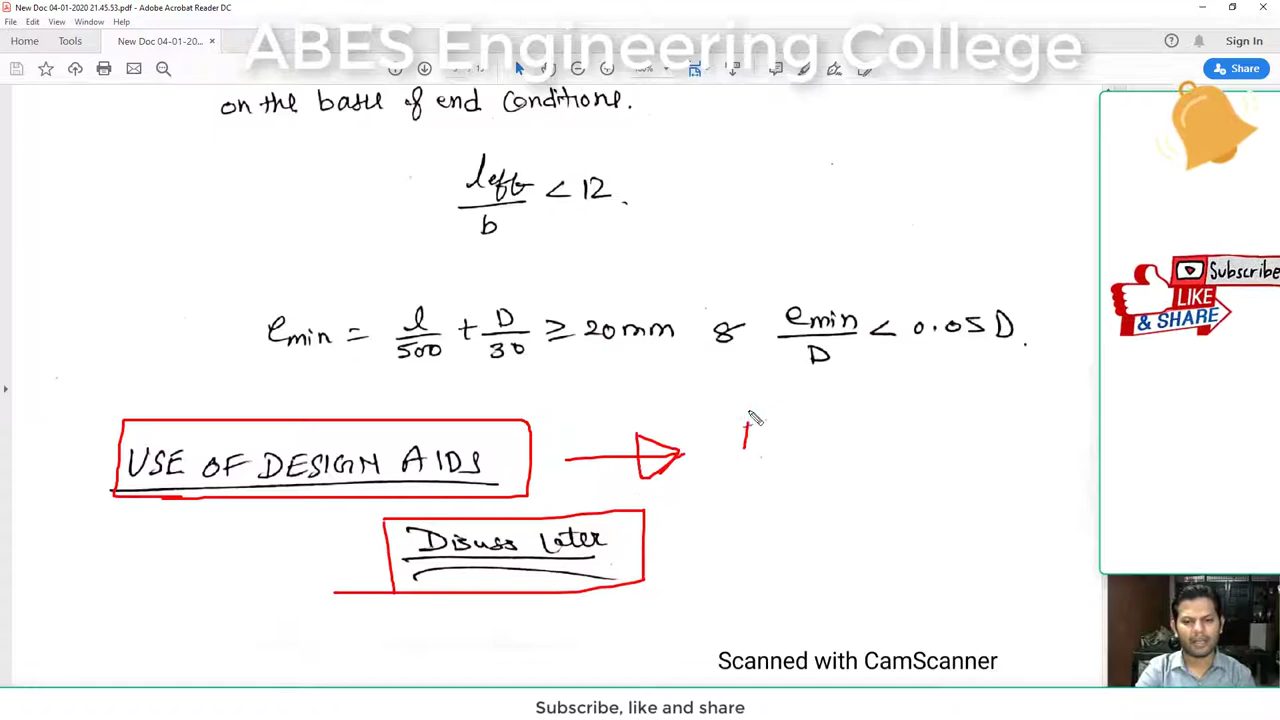 New Doc 04-01-2020 21.45.53.pdf - Adobe Acrobat Reader DC
File Edit View Window Help
Home Tools New Doc 04-01-20... × Sign In
ABES Engineering College
Share
on the basis of end Conditions.
leff/b < 12.
emin = l/500 + D/30 ≥ 20mm & emin/D < 0.05D.
Subscribe
LIKE
& SHARE
USE OF DESIGN AIDS
Disuss Later
Scanned with CamScanner
Subscribe, like and share